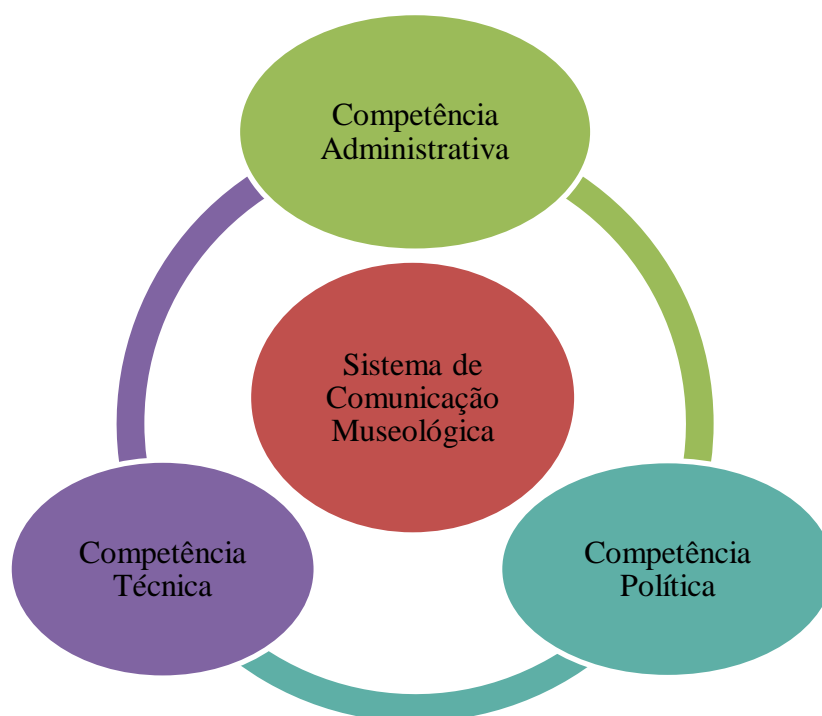 Competência
Administrativa
Sistema de
Comunicação
Museológica
Competência
Técnica
Competência
Política